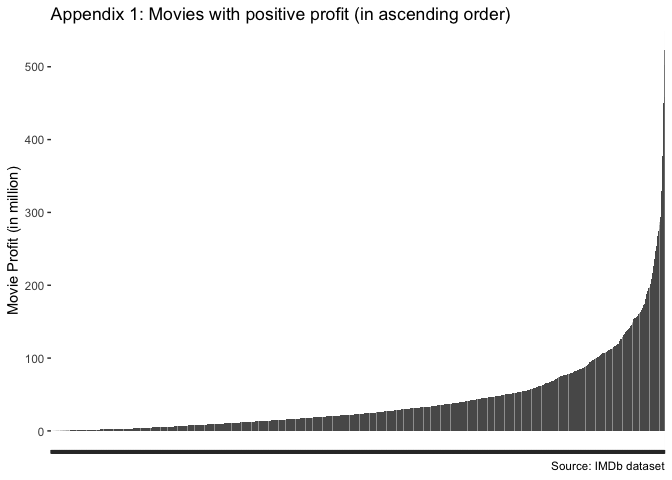 Appendix 1: Movies with positive profit (in ascending order)
500
400
300
200
100
0
Movie Profit (in million)
Source: IMDb dataset